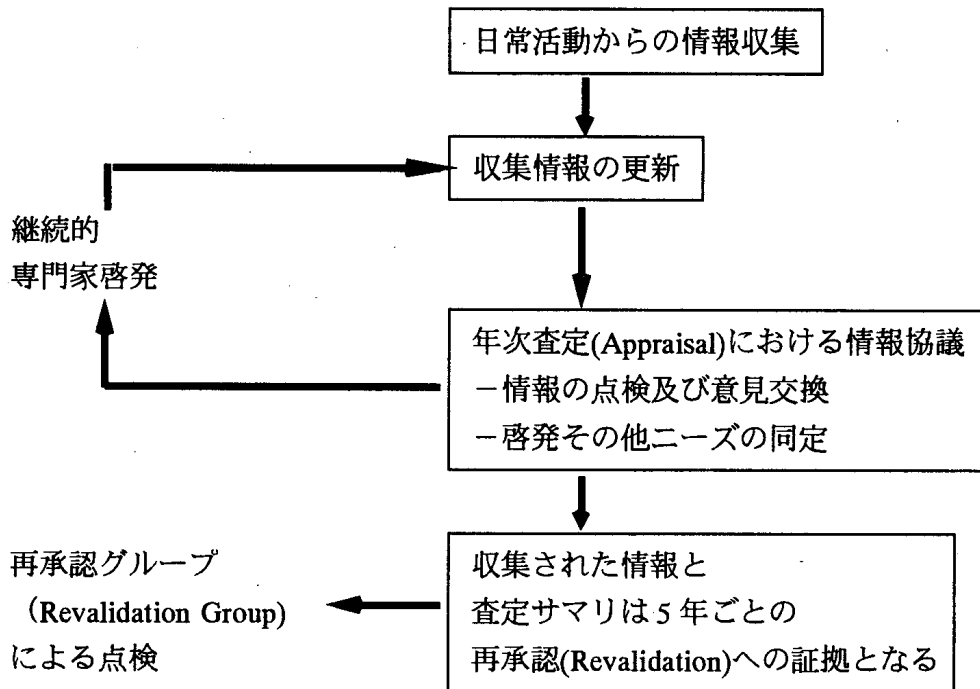 日常活動からの情報収集
収集情報の更新
継続的
専門家啓発
年次査定(Appraisal)における情報協議
－情報の点検及び意見交換
－啓発その他ニーズの同定
再承認グループ
（Revalidation Group)
による点検
収集された情報と
査定サマリは5年ごとの
再承認(Revalidation)への証拠となる